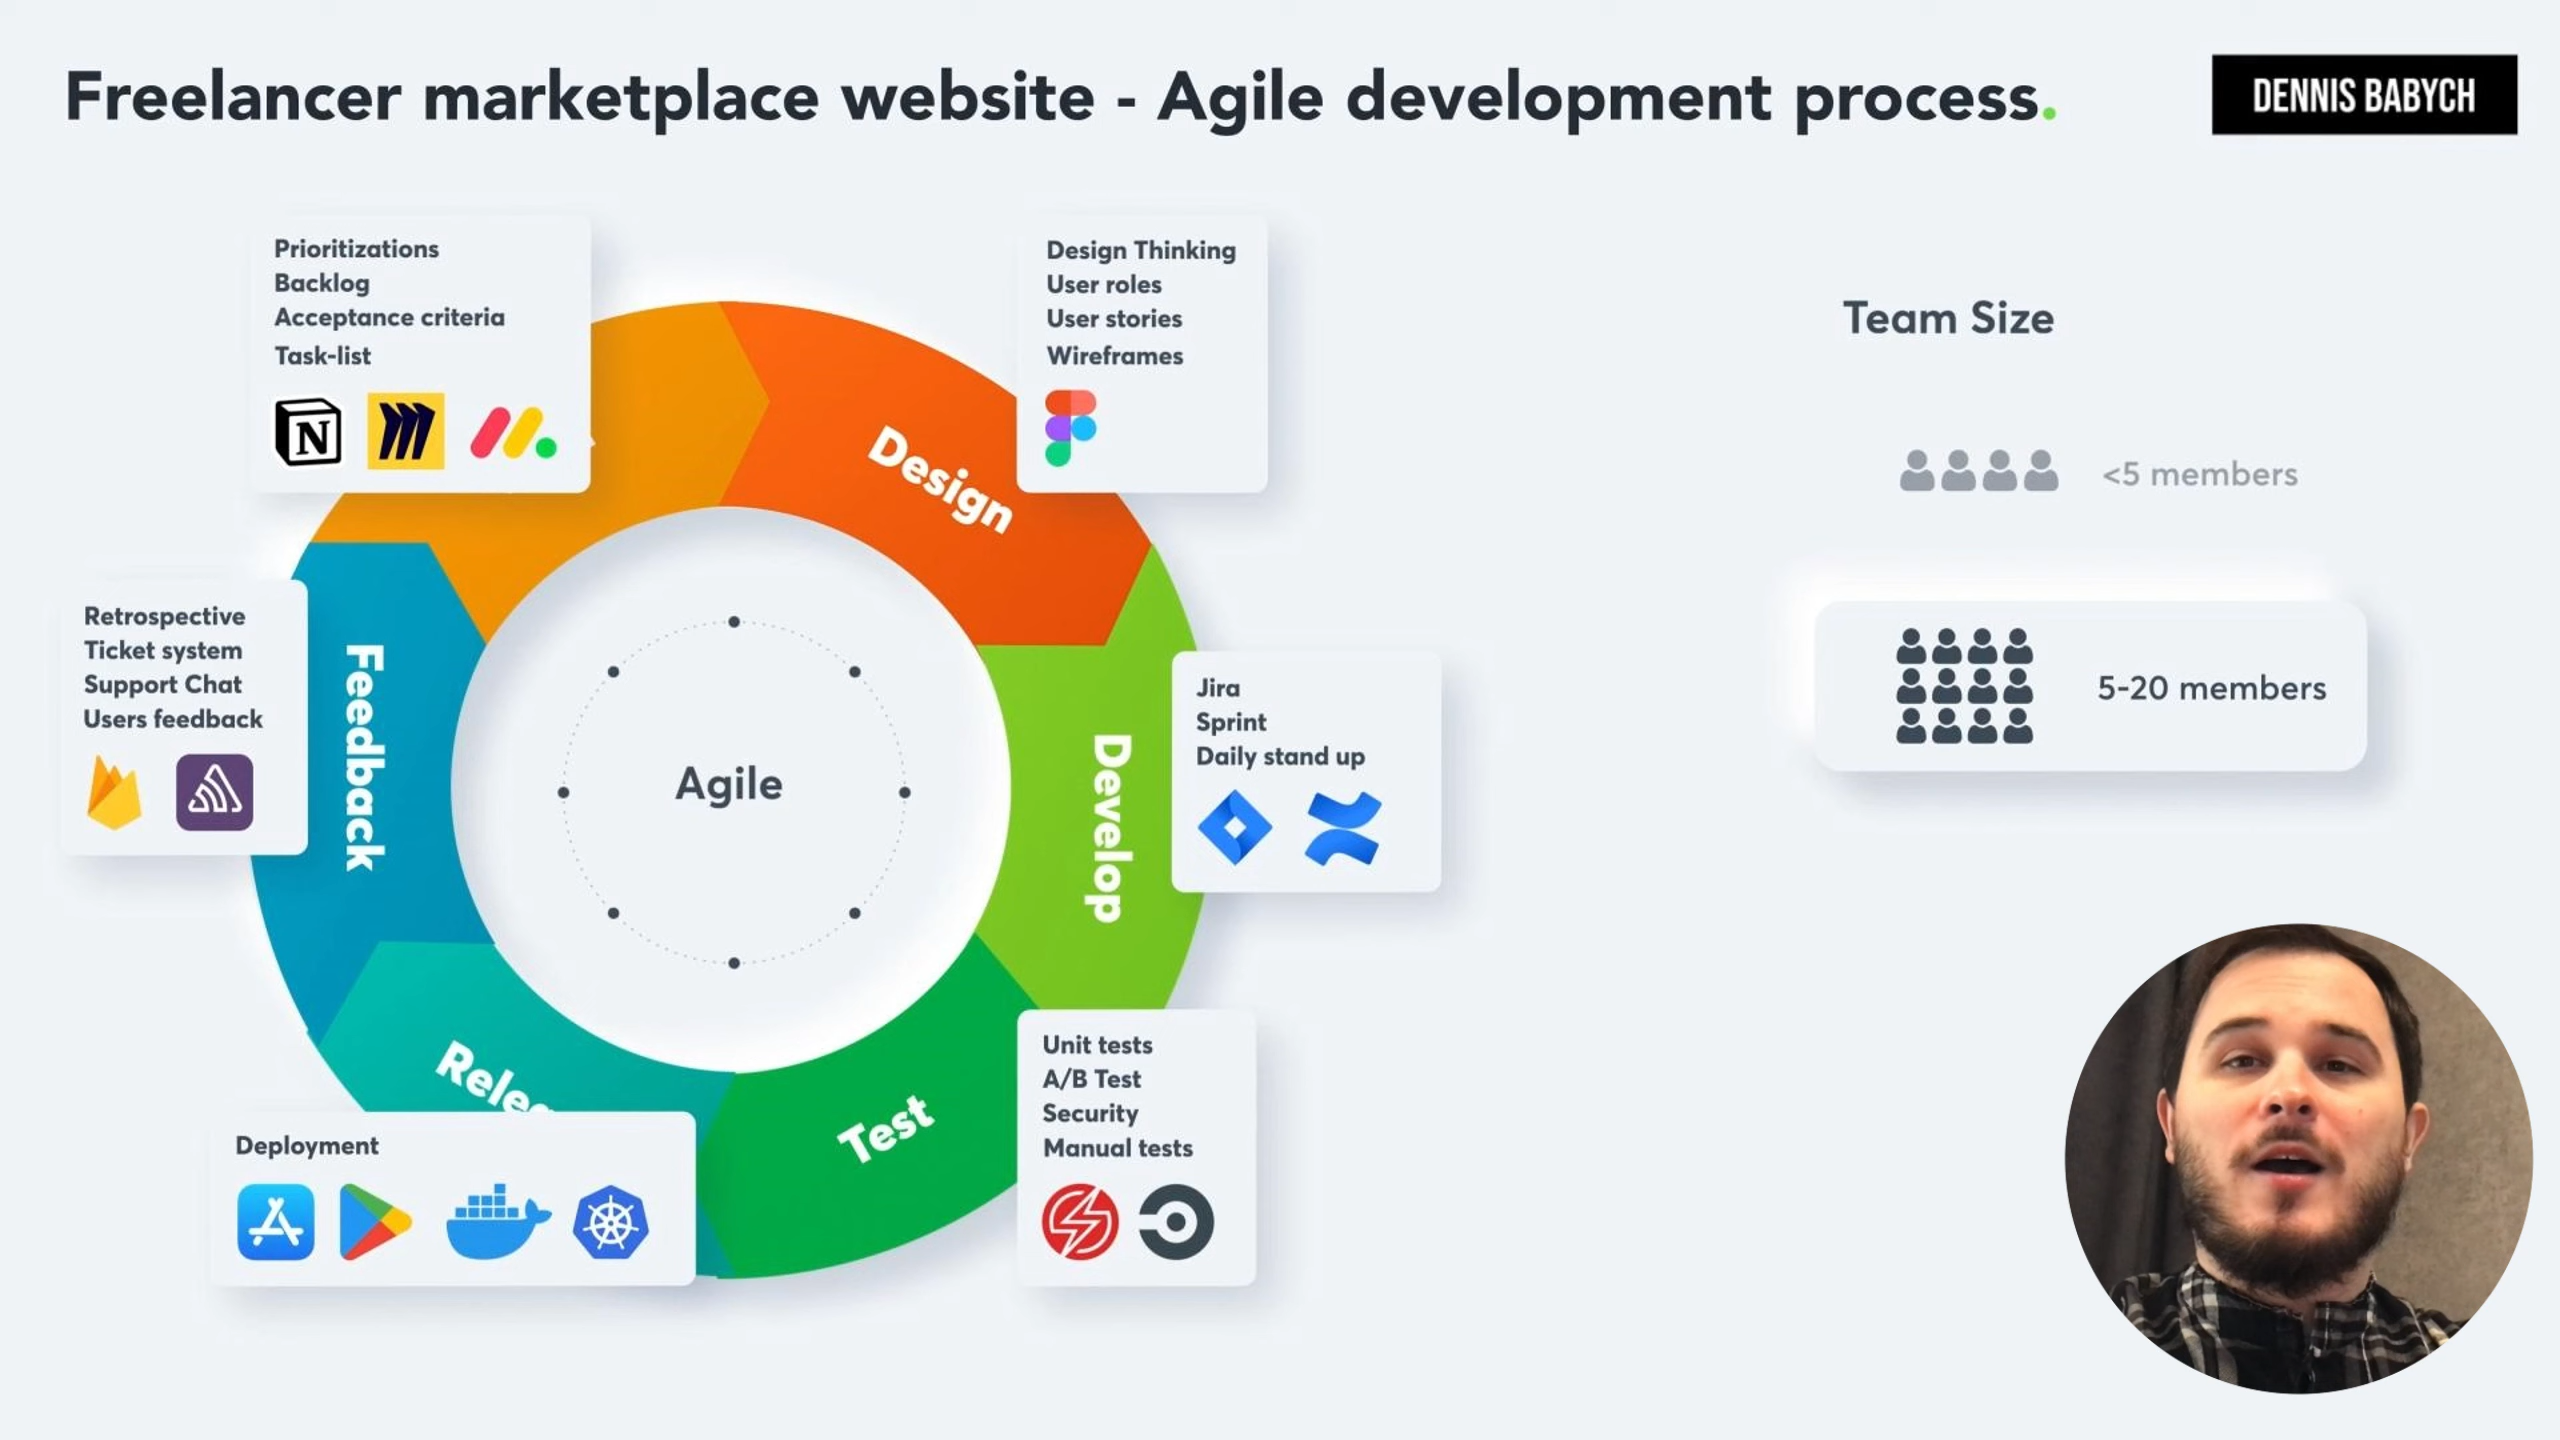 Freelancer marketplace website - Agile development process.
DENNIS BABYCH
Prioritizations
Backlog
Acceptance criteria
Task-list
N
Design Thinking
User roles
User stories
Wireframes
Design
Team Size
<5 members
5-20 members
Retrospective
Ticket system
Support Chat
Users feedback
Feedback
Agile
Develop
Jira
Sprint
Daily stand up
Unit tests
A/B Test
Security
Manual tests
Test
Deployment